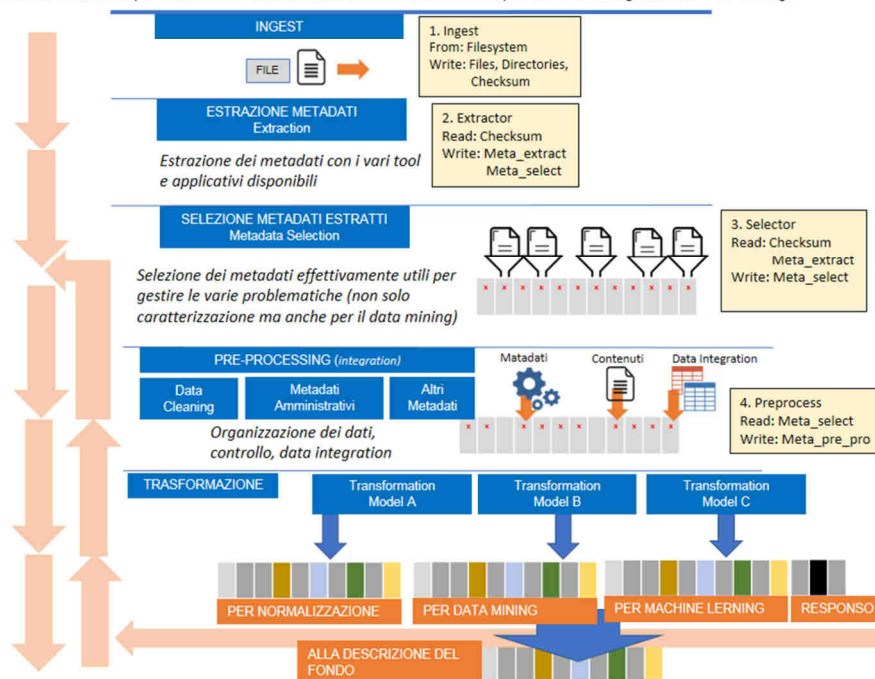 INGEST
FILE
1. Ingest
From: Filesystem
Write: Files, Directories,
Checksum
ESTRAZIONE METADATI
Extraction
Estrazione dei metadati con i vari tool
e applicativi disponibili
2. Extractor
Read: Checksum
Write: Meta_extract
Meta_select
SELEZIONE METADATI ESTRATTI
Metadata Selection
Selezione dei metadati effettivamente utili per
gestire le varie problematiche (non solo
caratterizzazione ma anche per il data mining)
x x x x x x x x x x x
3. Selector
Read: Checksum
Meta_extract
Write: Meta_select
PRE-PROCESSING (integration)
Data
Cleaning
Metadati
Amministrativi
Altri
Metadati
Organizzazione dei dati,
controllo, data integration
Matadati
Contenuti
Data Integration
x x x x x x x x x x x
4. Preprocess
Read: Meta_select
Write: Meta_pre_pro
TRASFORMAZIONE
Transformation
Model A
Transformation
Model B
Transformation
Model C
PER NORMALIZZAZIONE
PER DATA MINING
PER MACHINE LERNING
RESPONSO
ALLA DESCRIZIONE DEL
FONDO